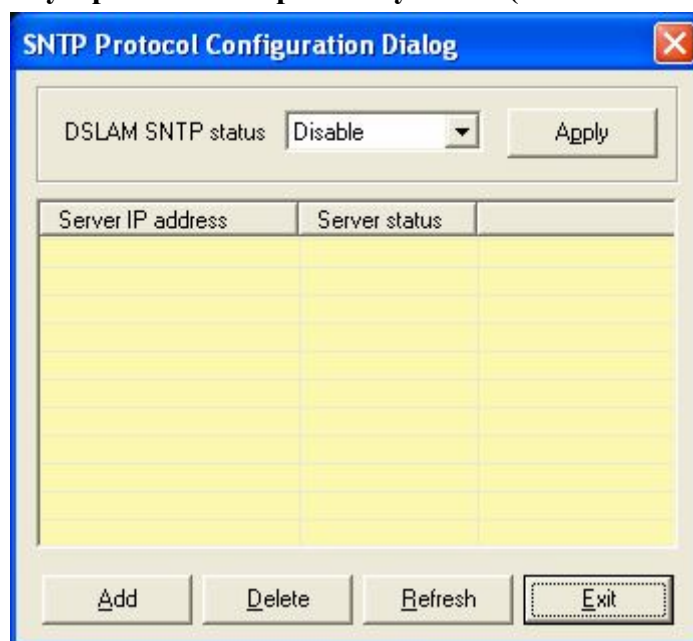 SNTP Protocol Configuration Dialog
DSLAM SNTP status Disable Apply
Server IP address Server status
Add Delete Refresh Exit